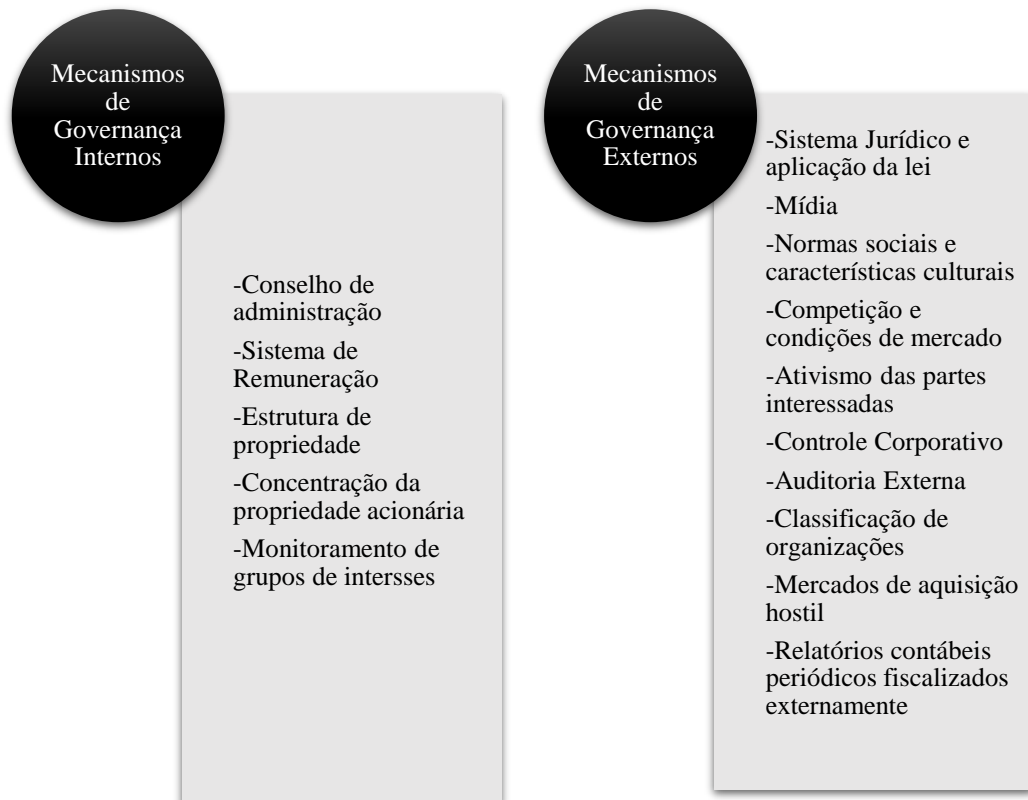 Mecanismos
de
Governança
Internos
-Conselho de
administração
-Sistema de
Remuneração
-Estrutura de
propriedade
-Concentração da
propriedade acionária
-Monitoramento de
grupos de intersses
Mecanismos
de
Governança
Externos
-Sistema Jurídico e
aplicação da lei
-Mídia
-Normas sociais e
características culturais
-Competição e
condições de mercado
-Ativismo das partes
interessadas
-Controle Corporativo
-Auditoria Externa
-Classificação de
organizações
-Mercados de aquisição
hostil
-Relatórios contábeis
periódicos fiscalizados
externamente